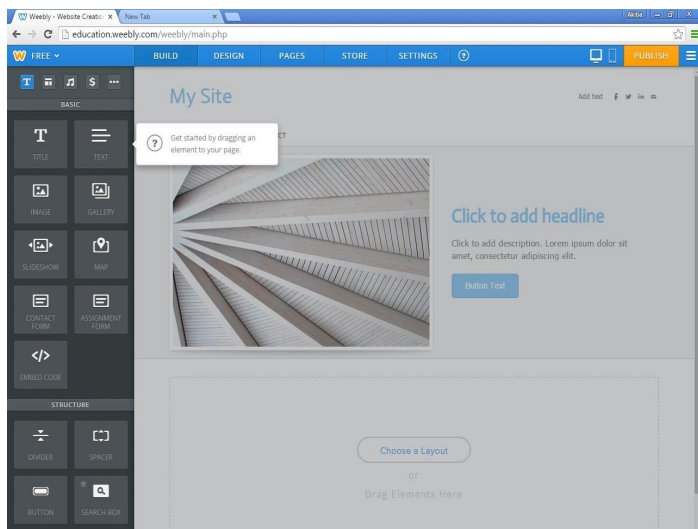 Weebly - Website Creatio
New Tab
Akiba
education.weebly.com/weebly/main.php
FREE
BUILD
DESIGN
PAGES
STORE
SETTINGS
?
PUBLISH
T
$
BASIC
My Site
Add text
in
T
TITLE
TEXT
?
Get started by dragging an
element to your page.
CT
IMAGE
GALLERY
Click to add headline
SLIDESHOW
MAP
Click to add description. Lorem ipsum dolor sit
amet, consectetur adipiscing elit.
Button Text
CONTACT
FORM
ASSIGNMENT
FORM
</>
EMBED CODE
STRUCTURE
DIVIDER
SPACER
Choose a Layout
or
Drag Elements Here
BUTTON
SEARCH BOX